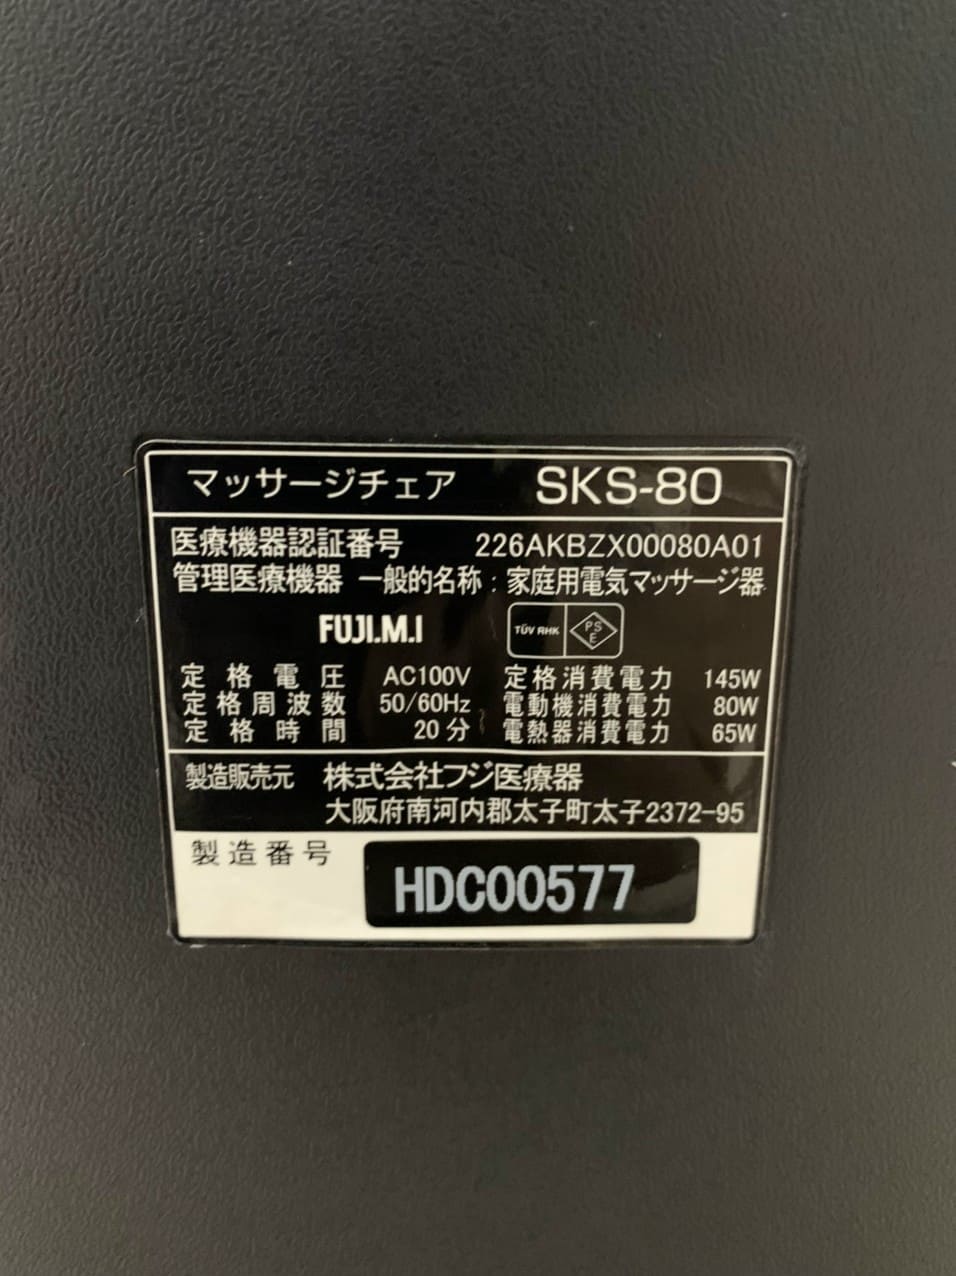 マッサージチェア SKS-80
医療機器認証番号 226AKBZX00080A01
管理医療機器 一般的名称：家庭用電気マッサージ器
FUJI.M.I TÜV RHK PSE
定格電圧 AC100V 定格消費電力 145W
定格周波数 50/60Hz 電動機消費電力 80W
定格時間 20分 電熱器消費電力 65W
製造販売元 株式会社フジ医療器
大阪府南河内郡太子町太子2372-95
製造番号 HDC00577